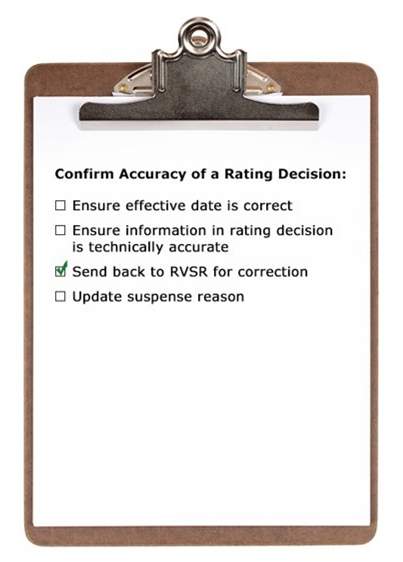 Confirm Accuracy of a Rating Decision:
☐ Ensure effective date is correct
☐ Ensure information in rating decision
is technically accurate
☑ Send back to RVSR for correction
☐ Update suspense reason